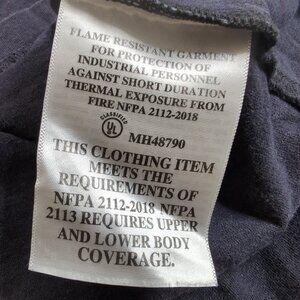 FLAME RESISTANT GARMENT
FOR PROTECTION OF
INDUSTRIAL PERSONNEL
AGAINST SHORT DURATION
THERMAL EXPOSURE FROM
FIRE NFPA 2112-2018
CLASSIFIED
UL
MH48790
THIS CLOTHING ITEM
MEETS THE
REQUIREMENTS OF
NFPA 2112-2018 NFPA
2113 REQUIRES UPPER
AND LOWER BODY
COVERAGE.